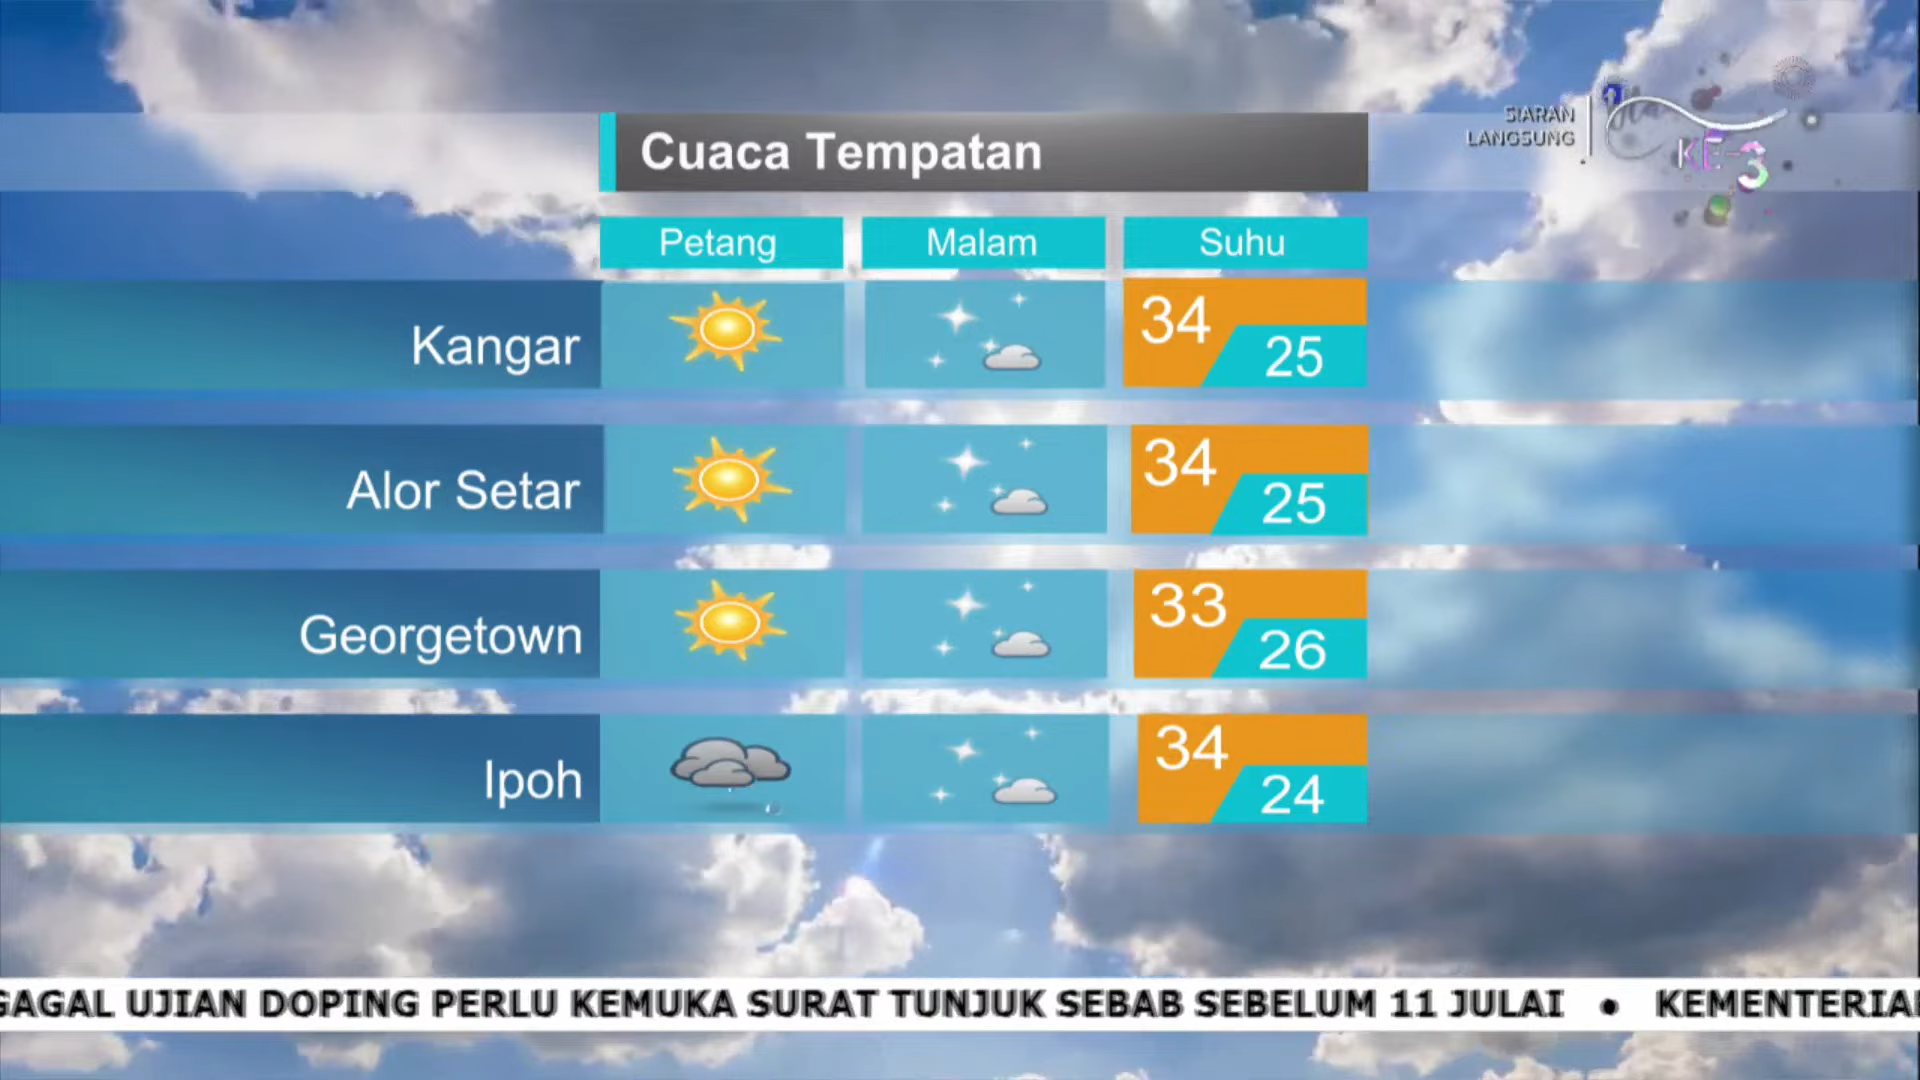 Cuaca Tempatan
SIARAN
LANGSUNG
KE-3
Petang Malam Suhu
Kangar 34 25
Alor Setar 34 25
Georgetown 33 26
Ipoh 34 24
GAGAL UJIAN DOPING PERLU KEMUKA SURAT TUNJUK SEBAB SEBELUM 11 JULAI • KEMENTERIA